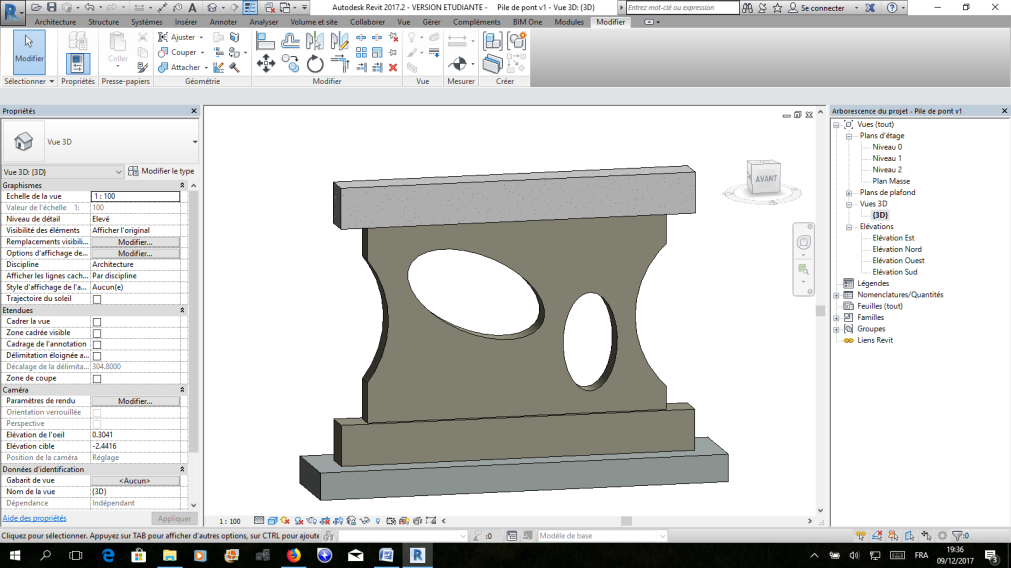 Autodesk Revit 2017.2 - VERSION ETUDIANTE - Pile de pont v1 - Vue 3D: {3D}
Entrez mot-clé ou expression
Se connecter
Architecture Structure Systèmes Insérer Annoter Analyser Volume et site Collaborer Vue Gérer Compléments BIM One Modules Modifier
Modifier
Coller
Ajuster
Couper
Attacher
Sélectionner Propriétés Presse-papiers Géométrie Modifier Vue Mesurer Créer
Propriétés
Vue 3D
Vue 3D: {3D} Modifier le type
Graphismes
Echelle de la vue 1 : 100
Valeur de l'échelle 1: 100
Niveau de détail Elevé
Visibilité des éléments Afficher l'original
Remplacements visibili... Modifier...
Options d'affichage de... Modifier...
Discipline Architecture
Afficher les lignes cach... Par discipline
Style d'affichage de l'a... Aucun(e)
Trajectoire du soleil
Etendues
Cadrer la vue
Zone cadrée visible
Cadrage de l'annotation
Délimitation éloignée a...
Décalage de la délimita... 304.8000
Zone de coupe
Caméra
Paramètres de rendu Modifier...
Orientation verrouillée
Perspective
Elévation de l'oeil 0.3041
Elévation cible -2.4416
Position de la caméra Réglage
Données d'identification
Gabarit de vue <Aucun>
Nom de la vue {3D}
Dépendance Indépendant
Aide des propriétés Appliquer
AVANT
Arborescence du projet - Pile de pont v1
Vues (tout)
Plans d'étage
Niveau 0
Niveau 1
Niveau 2
Plan Masse
Plans de plafond
Vues 3D
{3D}
Elévations
Elévation Est
Elévation Nord
Elévation Ouest
Elévation Sud
Légendes
Nomenclatures/Quantités
Feuilles (tout)
Familles
Groupes
Liens Revit
1 : 100
Cliquez pour sélectionner. Appuyez sur TAB pour afficher d'autres options, sur CTRL pour ajoute
:0 Modèle de base :0
FRA
19:36
09/12/2017